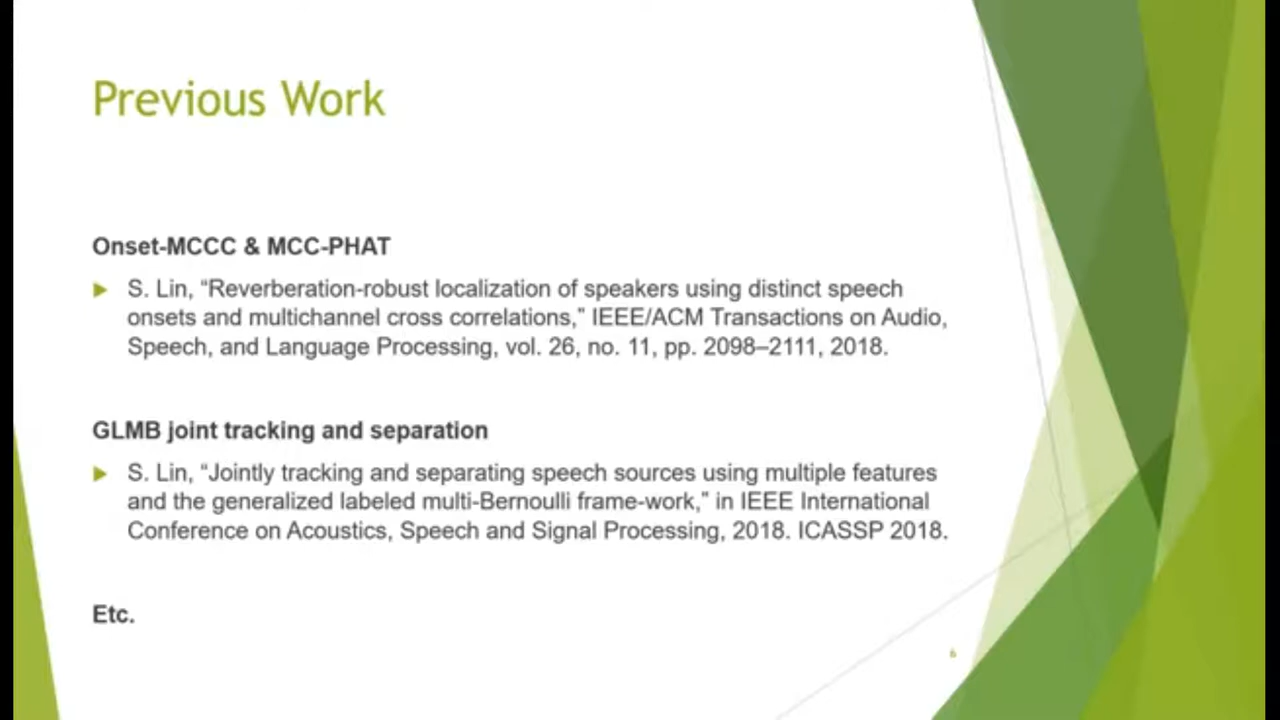 Previous Work
Onset-MCCC & MCC-PHAT
S. Lin, “Reverberation-robust localization of speakers using distinct speech
onsets and multichannel cross correlations,” IEEE/ACM Transactions on Audio,
Speech, and Language Processing, vol. 26, no. 11, pp. 2098–2111, 2018.
GLMB joint tracking and separation
S. Lin, “Jointly tracking and separating speech sources using multiple features
and the generalized labeled multi-Bernoulli frame-work,” in IEEE International
Conference on Acoustics, Speech and Signal Processing, 2018. ICASSP 2018.
Etc.
6